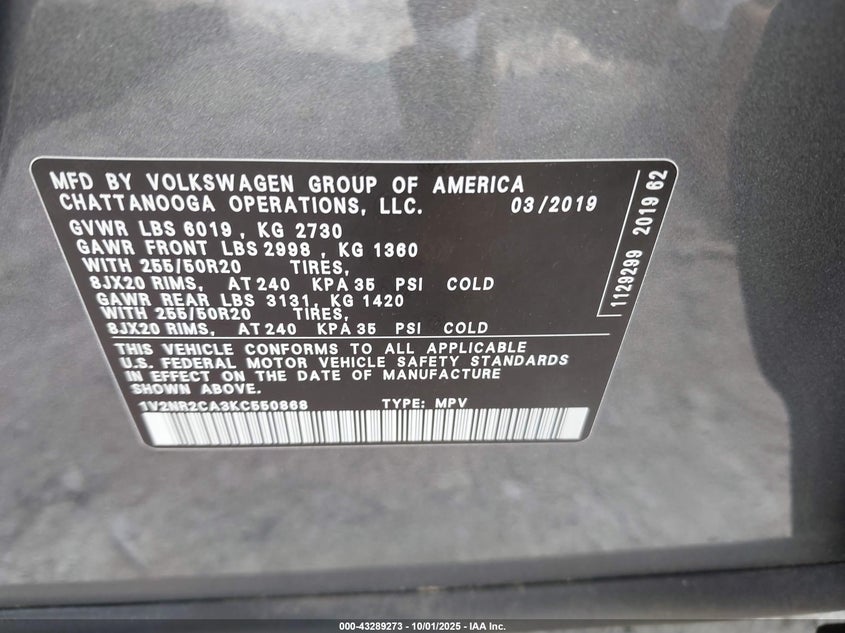 MFD BY VOLKSWAGEN GROUP OF AMERICA
CHATTANOOGA OPERATIONS, LLC. 03/2019
GVWR LBS 6019 , KG 2730
GAWR FRONT LBS 2998 , KG 1360
WITH 255/50R20 TIRES,
8JX20 RIMS, AT 240 KPA 35 PSI COLD
GAWR REAR LBS 3131, KG 1420
WITH 255/50R20 TIRES,
8JX20 RIMS, AT 240 KPA 35 PSI COLD
THIS VEHICLE CONFORMS TO ALL APPLICABLE
U.S. FEDERAL MOTOR VEHICLE SAFETY STANDARDS
IN EFFECT ON THE DATE OF MANUFACTURE
SHOWN ABOVE.
1V2NR2CA3KC550868 TYPE: MPV
1129299 2019 62
000-43289273 - 10/01/2025 - IAA Inc.